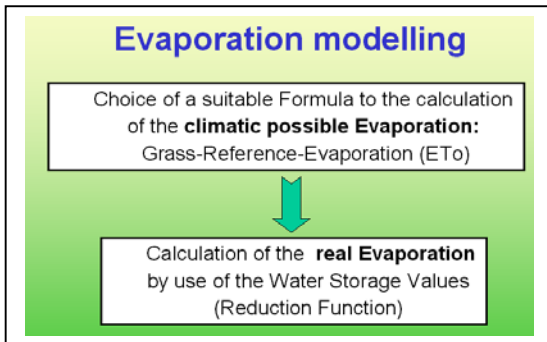 Evaporation modelling
Choice of a suitable Formula to the calculation
of the climatic possible Evaporation:
Grass-Reference-Evaporation (ETo)
Calculation of the real Evaporation
by use of the Water Storage Values
(Reduction Function)